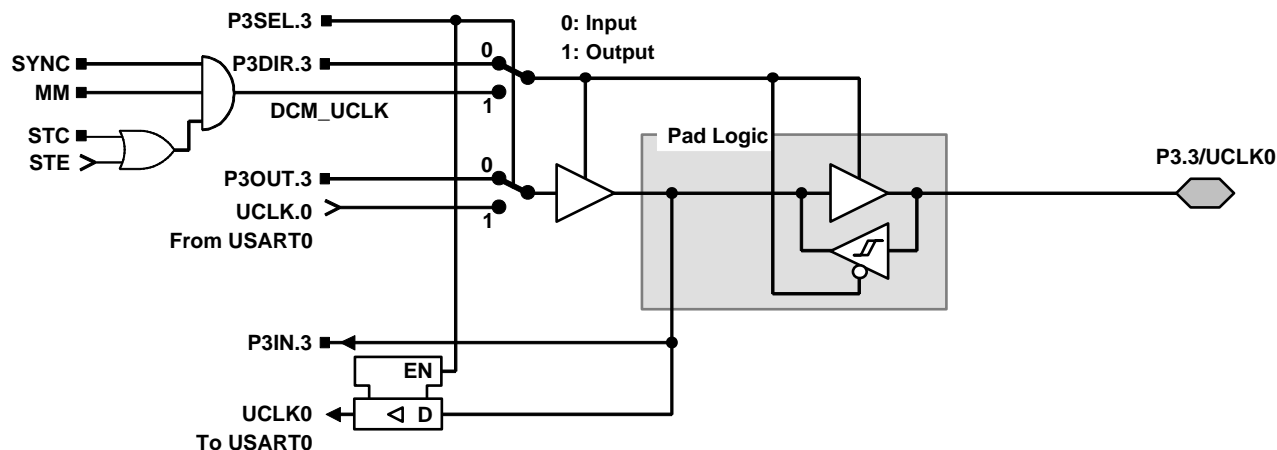 P3SEL.3
0: Input
1: Output
SYNC
P3DIR.3
0
MM
1
DCM_UCLK
STC
STE
Pad Logic
P3.3/UCLK0
P3OUT.3
0
UCLK.0
1
From USART0
P3IN.3
EN
UCLK0
D
To USART0